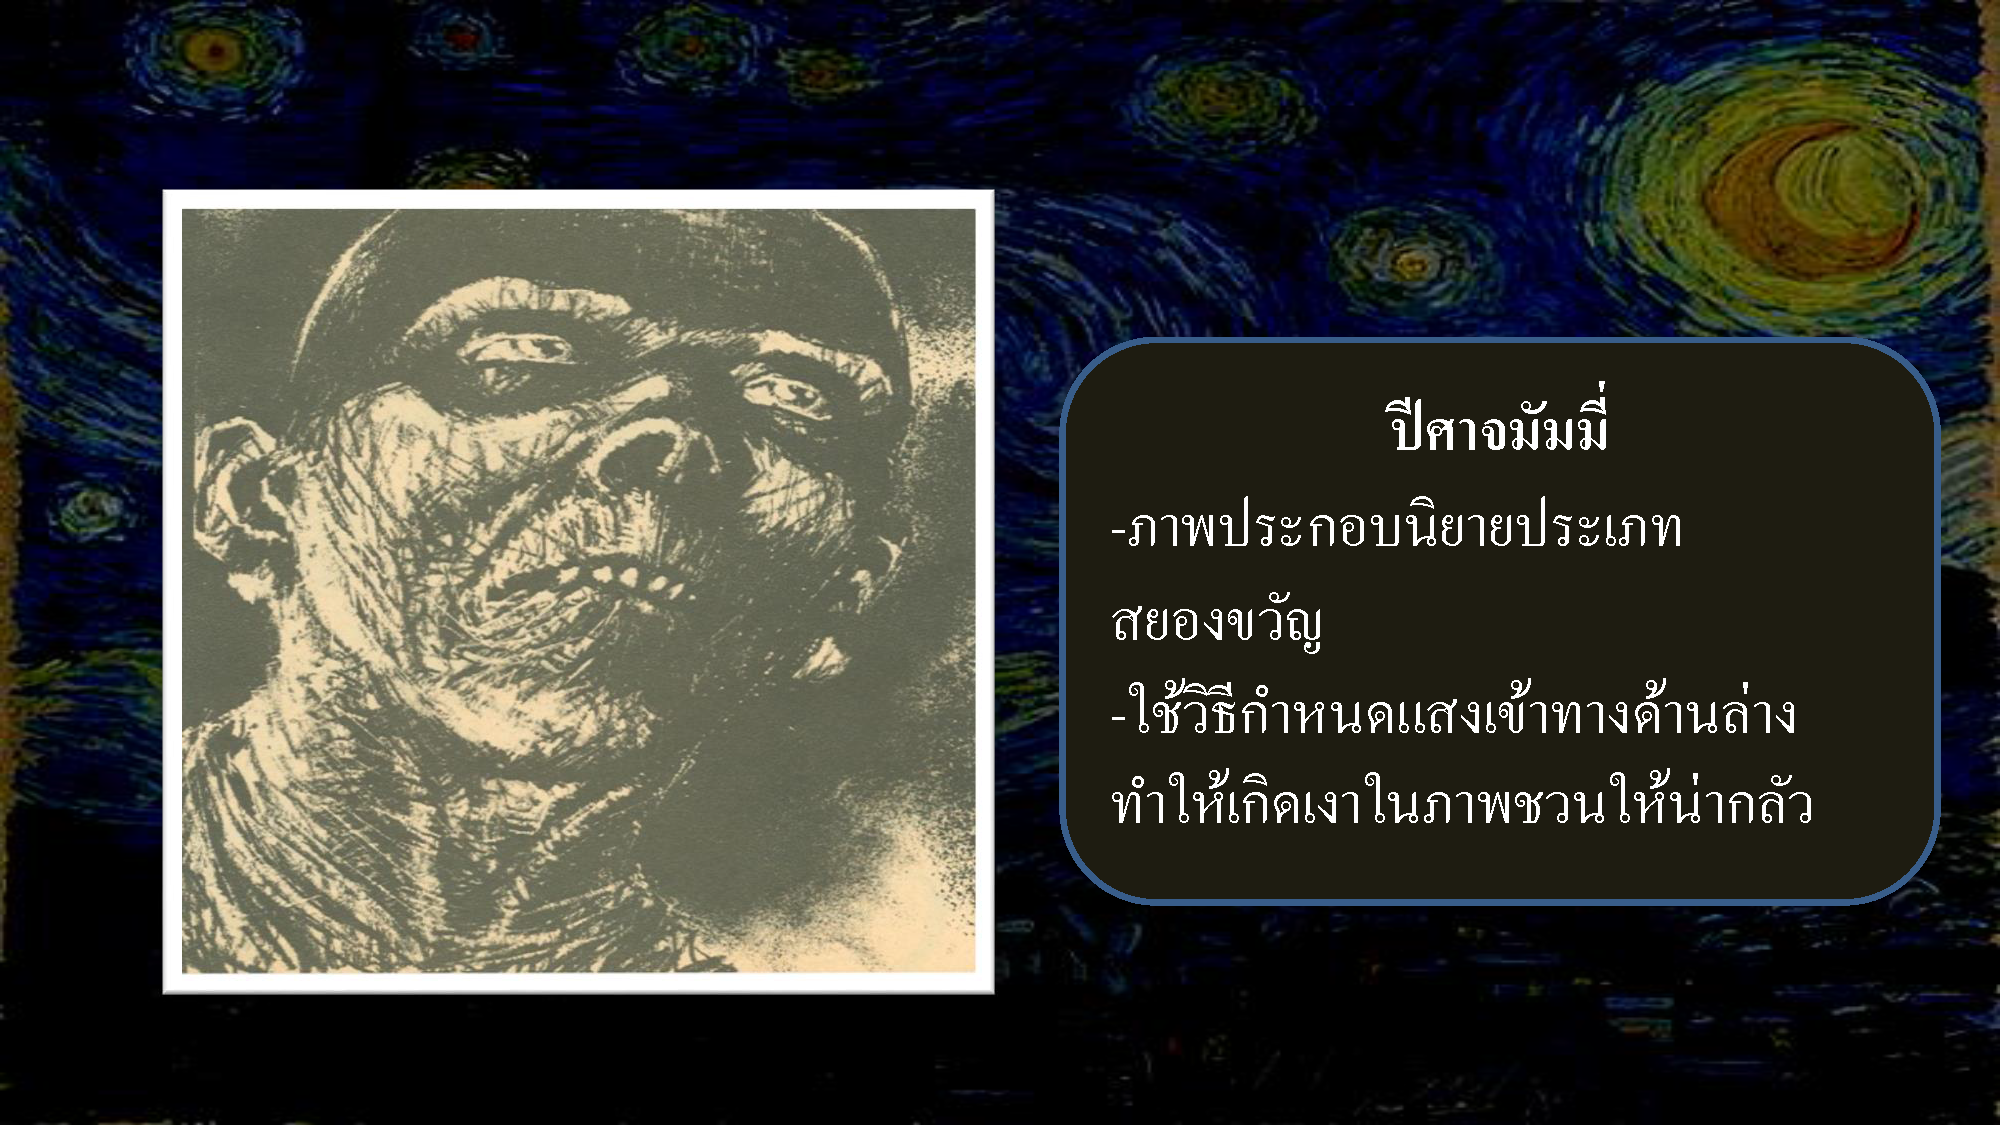 ปีศาจมัมมี่
-ภาพประกอบนิยายประเภท
สยองขวัญ
-ใช้วิธีกำหนดแสงเข้าทางด้านล่าง
ทำให้เกิดเงาในภาพชวนให้น่ากลัว